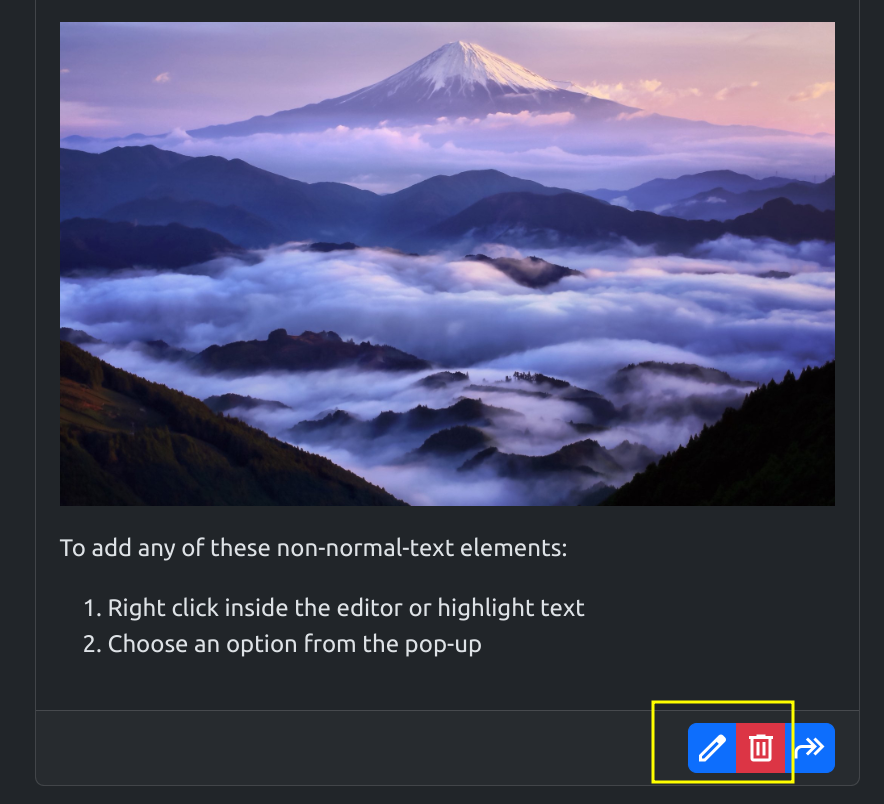 To add any of these non-normal-text elements:
1. Right click inside the editor or highlight text
2. Choose an option from the pop-up